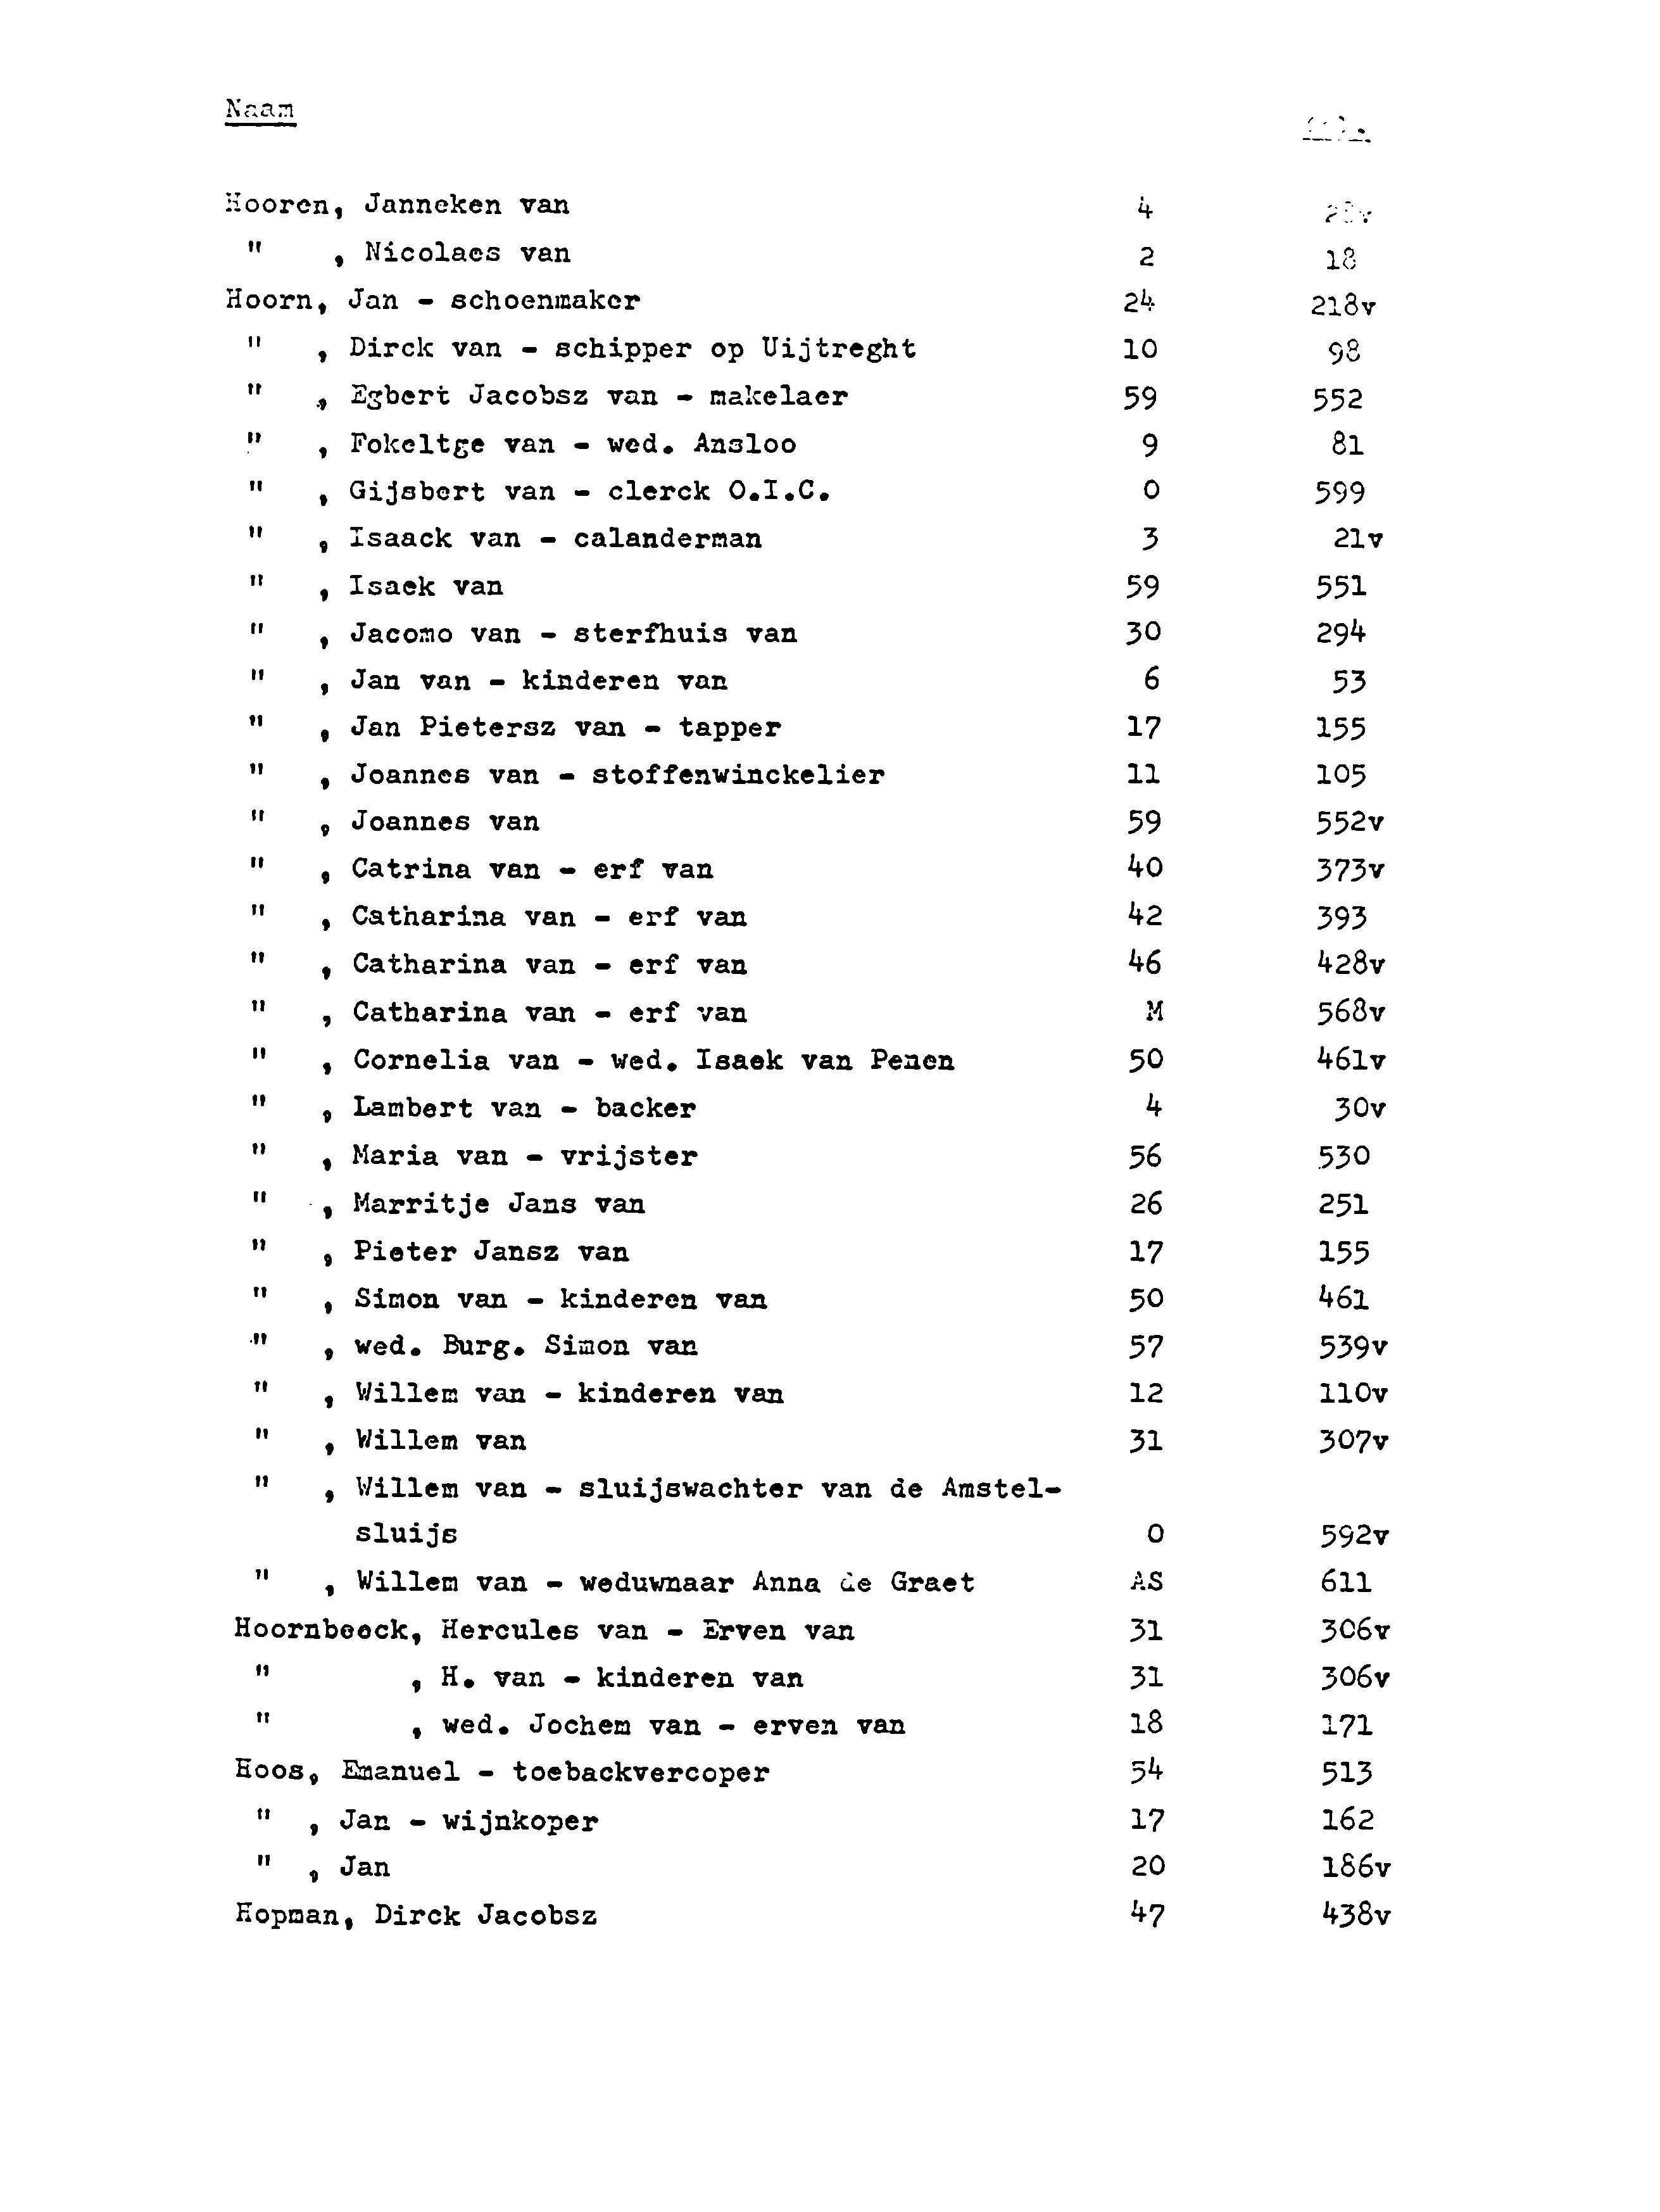 Naam
Hooren, Janneken van 4
" , Nicolaes van 2 18
Hoorn, Jan - schoenmaker 24 218v
" , Dirck van - schipper op Uijtreght 10 98
" , Egbert Jacobsz van - makelaer 59 552
" , Fokeltge van - wed. Ansloo 9 81
" , Gijsbert van - clerck O.I.C. 0 599
" , Isaack van - calanderman 3 21v
" , Isaek van 59 551
" , Jacomo van - sterfhuis van 30 294
" , Jan van - kinderen van 6 53
" , Jan Pietersz van - tapper 17 155
" , Joannes van - stoffenwinckelier 11 105
" , Joannes van 59 552v
" , Catrina van - erf van 40 373v
" , Catharina van - erf van 42 393
" , Catharina van - erf van 46 428v
" , Catharina van - erf van M 568v
" , Cornelia van - wed. Isaek van Penen 50 461v
" , Lambert van - backer 4 30v
" , Maria van - vrijster 56 530
" , Marritje Jans van 26 251
" , Pieter Jansz van 17 155
" , Simon van - kinderen van 50 461
" , wed. Burg. Simon van 57 539v
" , Willem van - kinderen van 12 110v
" , Willem van 31 307v
" , Willem van - sluijswachter van de Amstel-
sluijs 0 592v
" , Willem van - weduwnaar Anna de Graet AS 611
Hoornbeeck, Hercules van - Erven van 31 306v
" , H. van - kinderen van 31 306v
" , wed. Jochem van - erven van 18 171
Hoos, Emanuel - toebackvercoper 54 513
" , Jan - wijnkoper 17 162
" , Jan 20 186v
Hopman, Dirck Jacobsz 47 438v